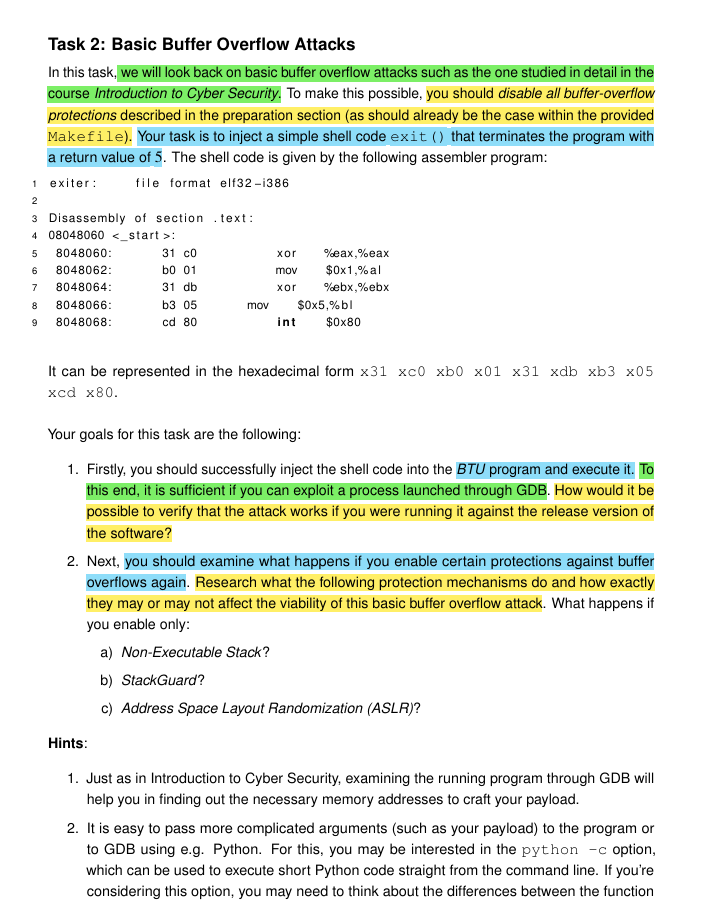 Task 2: Basic Buffer Overflow Attacks
In this task, we will look back on basic buffer overflow attacks such as the one studied in detail in the
course Introduction to Cyber Security. To make this possible, you should disable all buffer-overflow
protections described in the preparation section (as should already be the case within the provided
Makefile). Your task is to inject a simple shell code exit() that terminates the program with
a return value of 5. The shell code is given by the following assembler program:
1 exiter: file format elf32-i386
2
3 Disassembly of section .text:
4 08048060 <_start>:
5 8048060: 31 c0 xor %eax,%eax
6 8048062: b0 01 mov $0x1,%al
7 8048064: 31 db xor %ebx,%ebx
8 8048066: b3 05 mov $0x5,%bl
9 8048068: cd 80 int $0x80
It can be represented in the hexadecimal form x31 xc0 xb0 x01 x31 xdb xb3 x05
xcd x80.
Your goals for this task are the following:
1. Firstly, you should successfully inject the shell code into the BTU program and execute it. To
this end, it is sufficient if you can exploit a process launched through GDB. How would it be
possible to verify that the attack works if you were running it against the release version of
the software?
2. Next, you should examine what happens if you enable certain protections against buffer
overflows again. Research what the following protection mechanisms do and how exactly
they may or may not affect the viability of this basic buffer overflow attack. What happens if
you enable only:
a) Non-Executable Stack?
b) StackGuard?
c) Address Space Layout Randomization (ASLR)?
Hints:
1. Just as in Introduction to Cyber Security, examining the running program through GDB will
help you in finding out the necessary memory addresses to craft your payload.
2. It is easy to pass more complicated arguments (such as your payload) to the program or
to GDB using e.g. Python. For this, you may be interested in the python -c option,
which can be used to execute short Python code straight from the command line. If you're
considering this option, you may need to think about the differences between the function